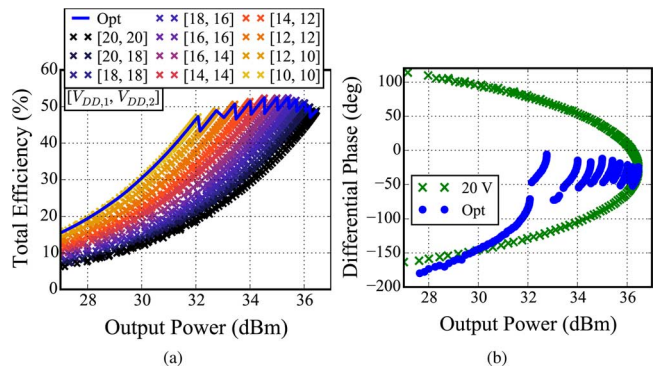 Opt
[20, 20]
[20, 18]
[18, 18]
[18, 16]
[16, 16]
[16, 14]
[14, 14]
[14, 12]
[12, 12]
[12, 10]
[10, 10]
[V_DD,1, V_DD,2]
60
50
40
30
20
10
0
Total Efficiency (%)
28 30 32 34 36
Output Power (dBm)
(a)
100
50
0
−50
−100
−150
−200
Differential Phase (deg)
20 V
Opt
28 30 32 34 36
Output Power (dBm)
(b)